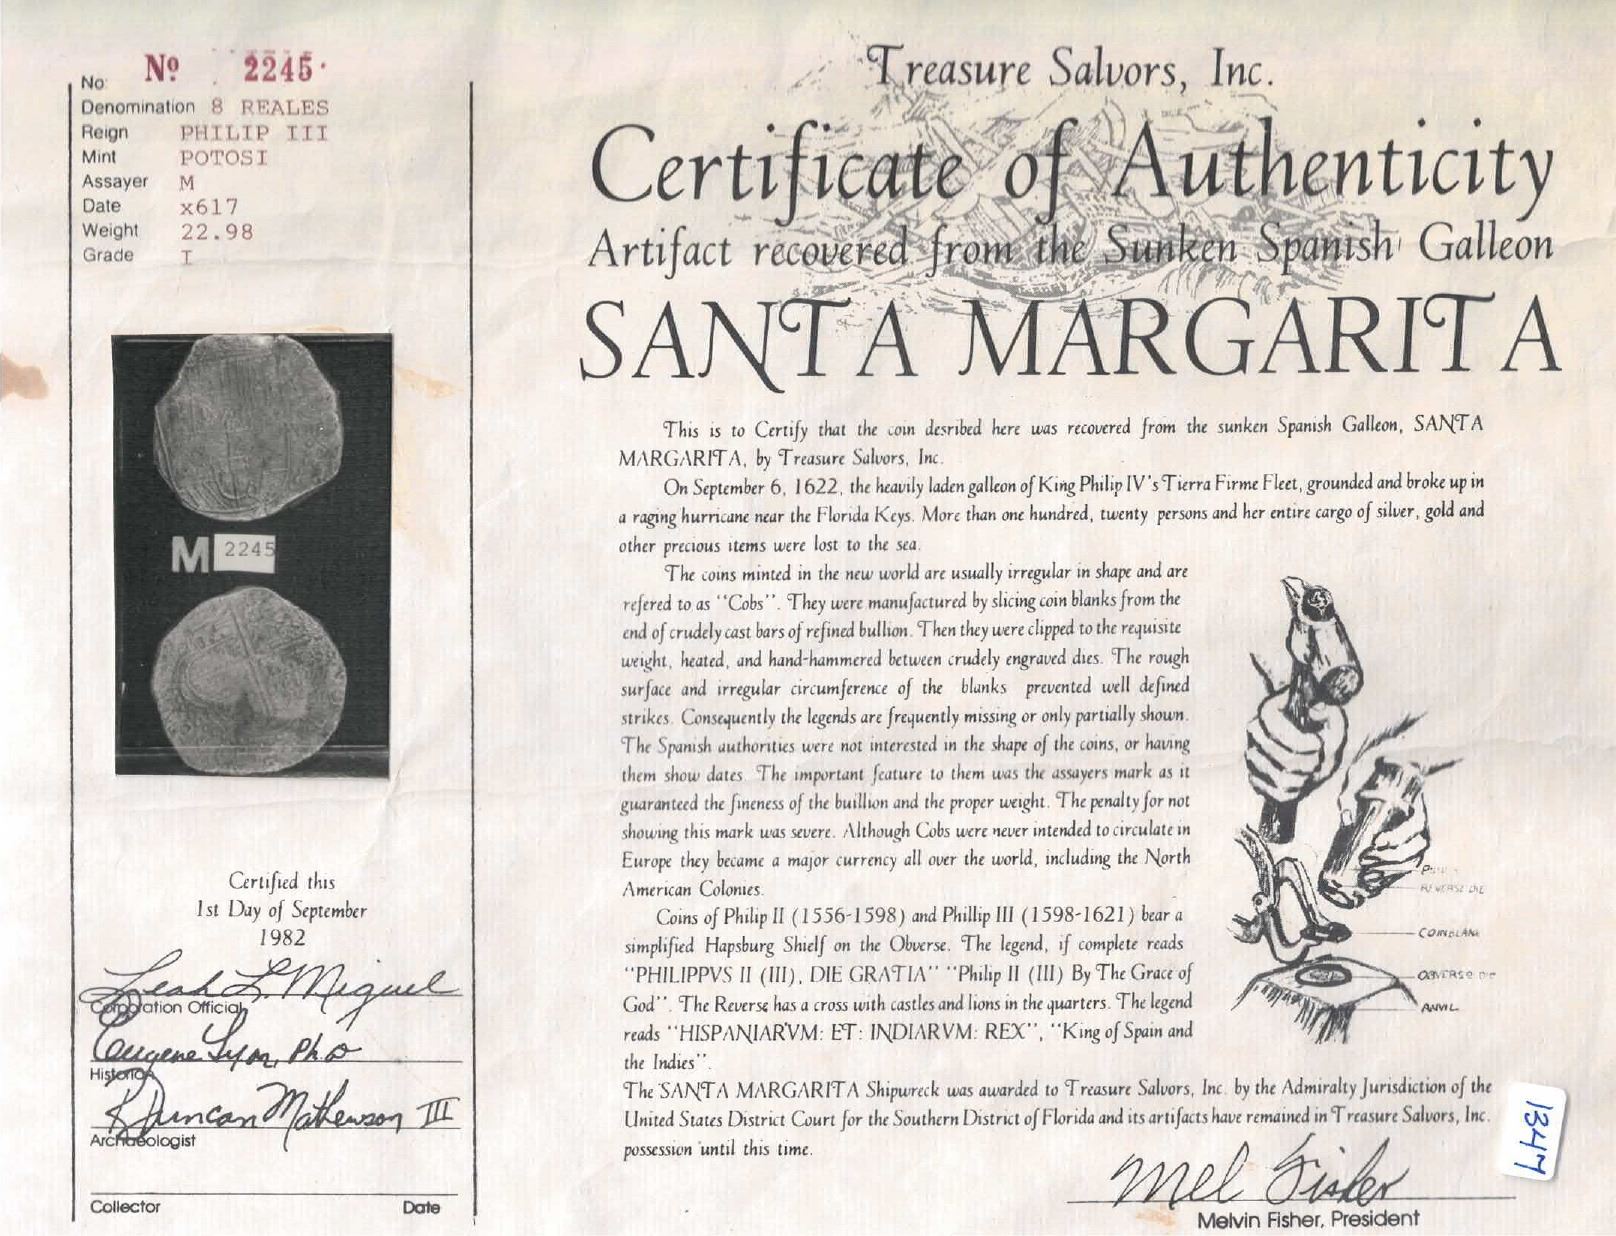 No. Nº 2245
Denomination 8 REALES
Reign PHILIP III
Mint POTOSI
Assayer M
Date x617
Weight 22.98
Grade I
M 2245
Certified this
1st Day of September
1982
Leah L. Miguel
Corporation Official
Eugene Lyon, Ph.D
Historian
R Duncan Mathewson III
Archaeologist
Collector Date
Treasure Salvors, Inc.
Certificate of Authenticity
Artifact recovered from the Sunken Spanish Galleon
SANTA MARGARITA
This is to Certify that the coin desribed here was recovered from the sunken Spanish Galleon, SANTA
MARGARITA, by Treasure Salvors, Inc.
On September 6, 1622, the heavily laden galleon of King Philip IV's Tierra Firme Fleet, grounded and broke up in
a raging hurricane near the Florida Keys. More than one hundred, twenty persons and her entire cargo of silver, gold and
other precious items were lost to the sea.
The coins minted in the new world are usually irregular in shape and are
refered to as "Cobs". They were manufactured by slicing coin blanks from the
end of crudely cast bars of refined bullion. Then they were clipped to the requisite
weight, heated, and hand-hammered between crudely engraved dies. The rough
surface and irregular circumference of the blanks prevented well defined
strikes. Consequently the legends are frequently missing or only partially shown.
The Spanish authorities were not interested in the shape of the coins, or having
them show dates. The important feature to them was the assayers mark as it
guaranteed the fineness of the buillion and the proper weight. The penalty for not
showing this mark was severe. Although Cobs were never intended to circulate in
Europe they became a major currency all over the world, including the North
American Colonies.
Coins of Philip II (1556-1598) and Phillip III (1598-1621) bear a
simplified Hapsburg Shielf on the Obverse. The legend, if complete reads
"PHILIPPVS II (III), DIE GRATIA" "Philip II (III) By The Grace of
God". The Reverse has a cross with castles and lions in the quarters. The legend
reads "HISPANIARVM: ET: INDIARVM: REX", "King of Spain and
the Indies".
REVERSE DIE
COIN BLANK
OBVERSE DIE
ANVIL
The SANTA MARGARITA Shipwreck was awarded to Treasure Salvors, Inc. by the Admiralty Jurisdiction of the
United States District Court for the Southern District of Florida and its artifacts have remained in Treasure Salvors, Inc.
possession until this time.
Mel Fisher
Melvin Fisher, President
1347